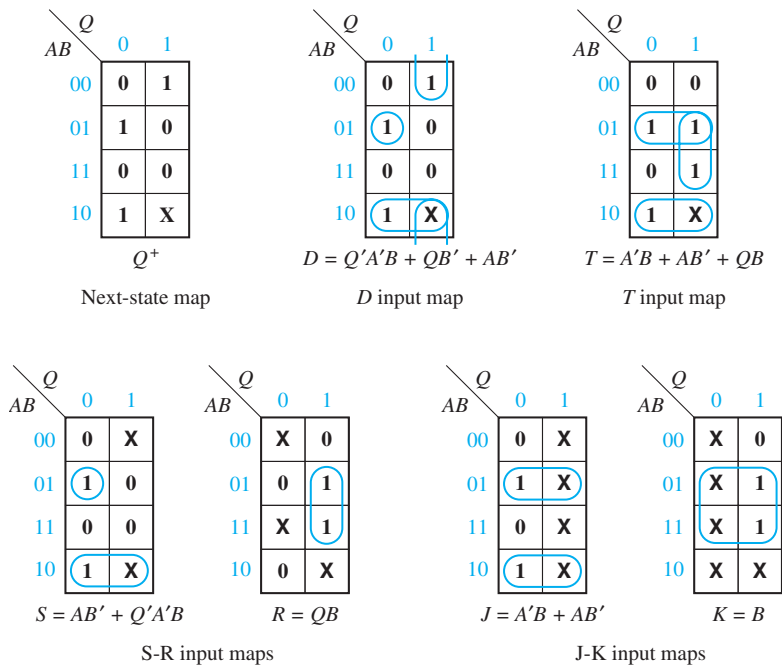 Q Q Q
AB 0 1 AB 0 1 AB 0 1
00 0 1 00 0 1 00 0 0
01 1 0 01 1 0 01 1 1
11 0 0 11 0 0 11 0 1
10 1 X 10 1 X 10 1 X
Q⁺ D = Q′A′B + QB′ + AB′ T = A′B + AB′ + QB
Next-state map D input map T input map
Q Q
AB 0 1 0 1 AB 0 1 0 1
00 0 X 00 X 0 00 0 X 00 X 0
01 1 0 01 0 1 01 1 X 01 X 1
11 0 0 11 X 1 11 0 X 11 X 1
10 1 X 10 0 X 10 1 X 10 X X
S = AB′ + Q′A′B R = QB J = A′B + AB′ K = B
S-R input maps J-K input maps